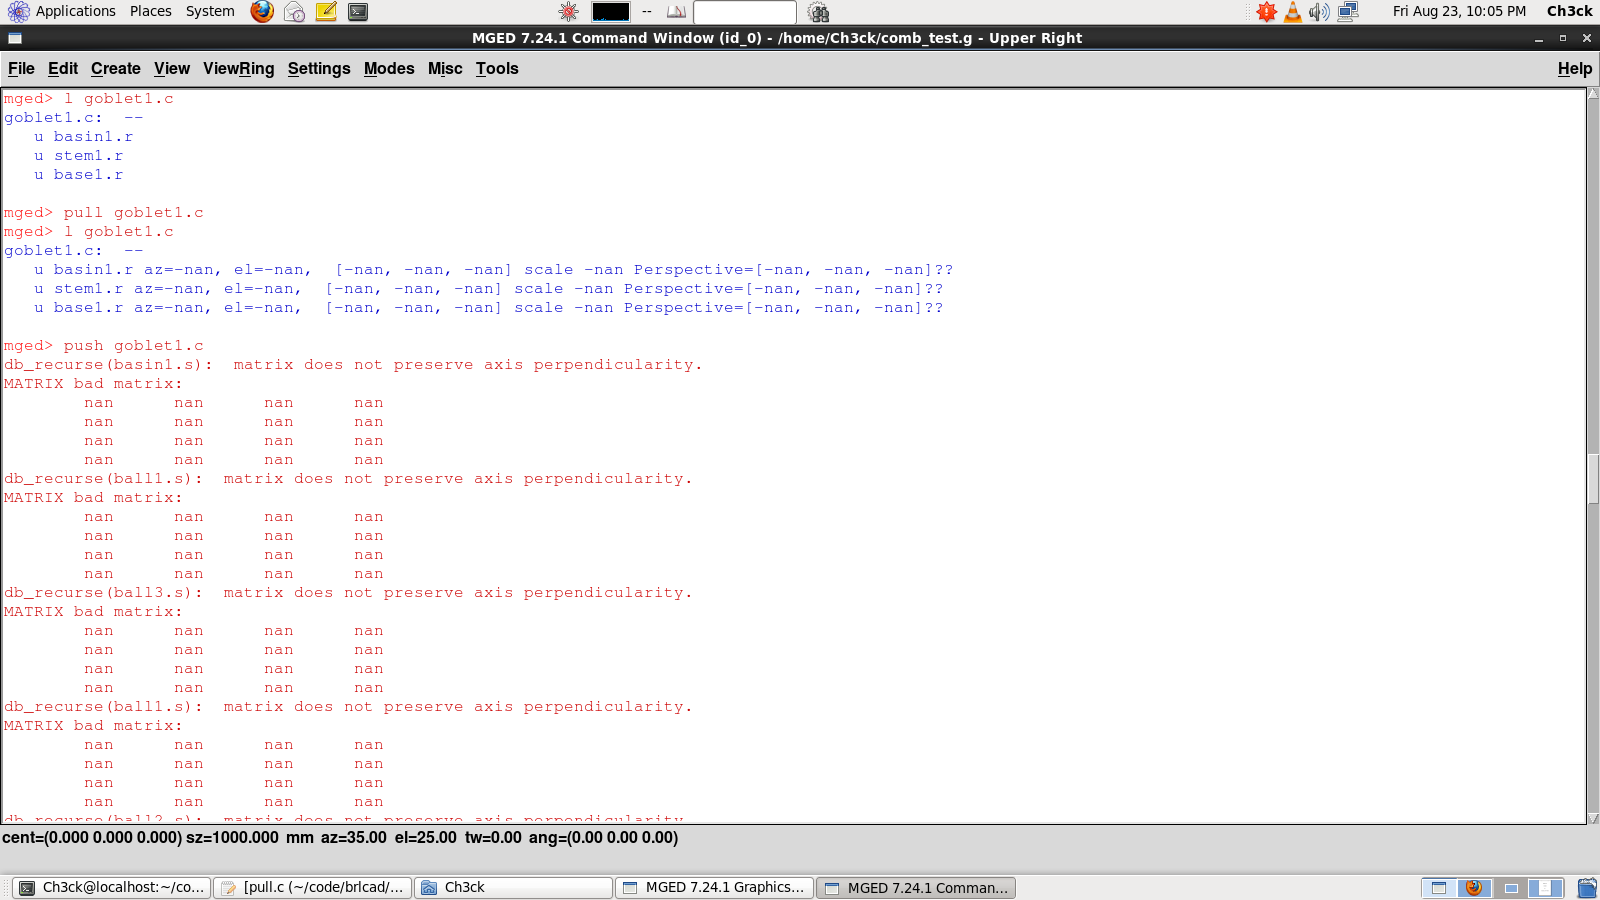 Applications Places System -- Fri Aug 23, 10:05 PM Ch3ck
MGED 7.24.1 Command Window (id_0) - /home/Ch3ck/comb_test.g - Upper Right
File Edit Create View ViewRing Settings Modes Misc Tools Help
mged> l goblet1.c
goblet1.c:  --
u basin1.r
u stem1.r
u base1.r
mged> pull goblet1.c
mged> l goblet1.c
goblet1.c:  --
u basin1.r az=-nan, el=-nan,  [-nan, -nan, -nan] scale -nan Perspective=[-nan, -nan, -nan]??
u stem1.r az=-nan, el=-nan,  [-nan, -nan, -nan] scale -nan Perspective=[-nan, -nan, -nan]??
u base1.r az=-nan, el=-nan,  [-nan, -nan, -nan] scale -nan Perspective=[-nan, -nan, -nan]??
mged> push goblet1.c
db_recurse(basin1.s):  matrix does not preserve axis perpendicularity.
MATRIX bad matrix:
nan nan nan nan
nan nan nan nan
nan nan nan nan
nan nan nan nan
db_recurse(ball1.s):  matrix does not preserve axis perpendicularity.
MATRIX bad matrix:
nan nan nan nan
nan nan nan nan
nan nan nan nan
nan nan nan nan
db_recurse(ball3.s):  matrix does not preserve axis perpendicularity.
MATRIX bad matrix:
nan nan nan nan
nan nan nan nan
nan nan nan nan
nan nan nan nan
db_recurse(ball1.s):  matrix does not preserve axis perpendicularity.
MATRIX bad matrix:
nan nan nan nan
nan nan nan nan
nan nan nan nan
nan nan nan nan
db_recurse(ball2.s):  matrix does not preserve axis perpendicularity.
cent=(0.000 0.000 0.000) sz=1000.000 mm az=35.00 el=25.00 tw=0.00 ang=(0.00 0.00 0.00)
Ch3ck@localhost:~/co... [pull.c (~/code/brlcad/... Ch3ck MGED 7.24.1 Graphics... MGED 7.24.1 Comman...